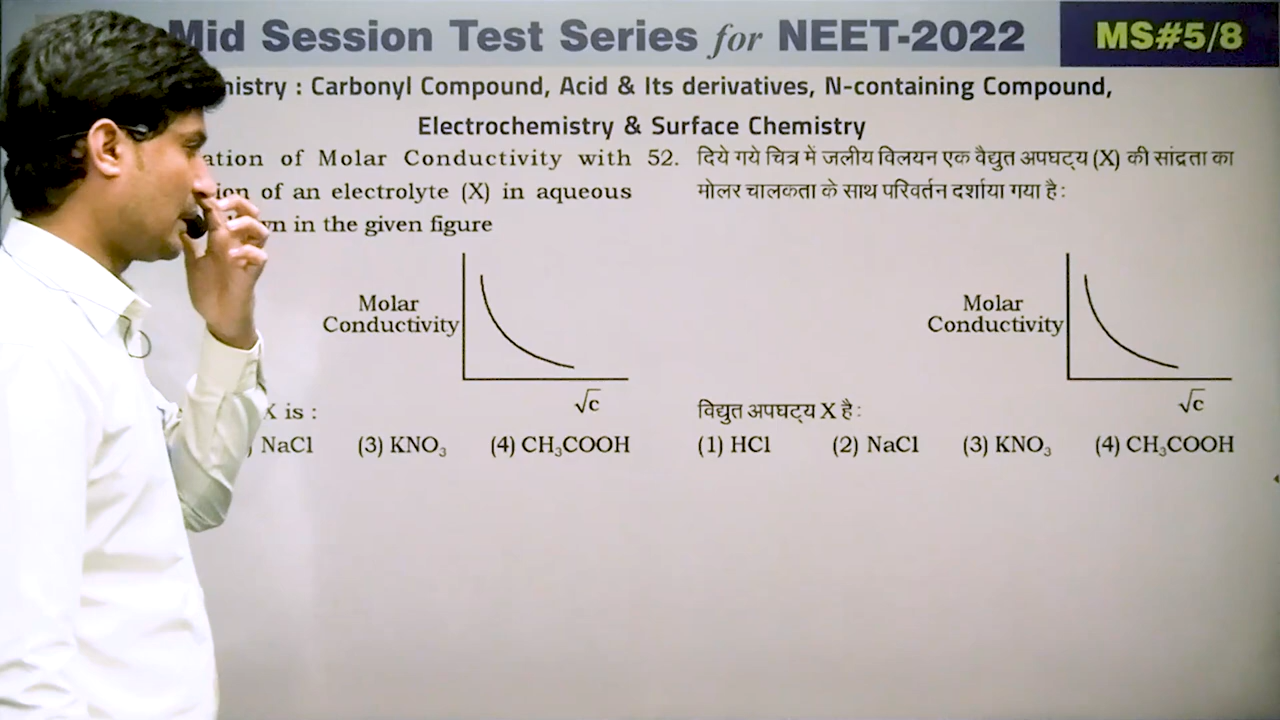 Mid Session Test Series for NEET-2022
MS#5/8
: Carbonyl Compound, Acid & Its derivatives, N-containing Compound,
Electrochemistry & Surface Chemistry
of Molar Conductivity with
of an electrolyte (X) in aqueous
in the given figure
Molar
Conductivity
√c
X is :
NaCl (3) KNO₃ (4) CH₃COOH
52. दिये गये चित्र में जलीय विलयन एक वैद्युत अपघट्य (X) की सांद्रता का
मोलर चालकता के साथ परिवर्तन दर्शाया गया है :
Molar
Conductivity
√c
विद्युत अपघट्य X है :
(1) HCl (2) NaCl (3) KNO₃ (4) CH₃COOH